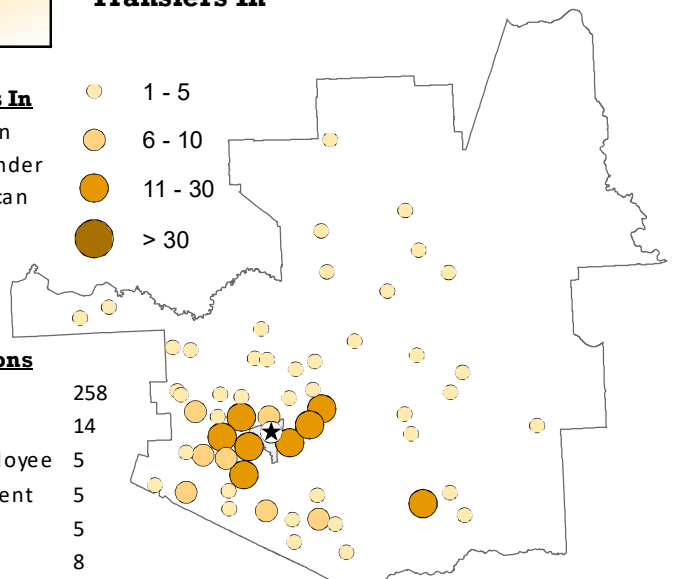 Transfers In
s In
n
nder
can
1 - 5
6 - 10
11 - 30
> 30
ons
258
14
loyee 5
ent 5
5
8